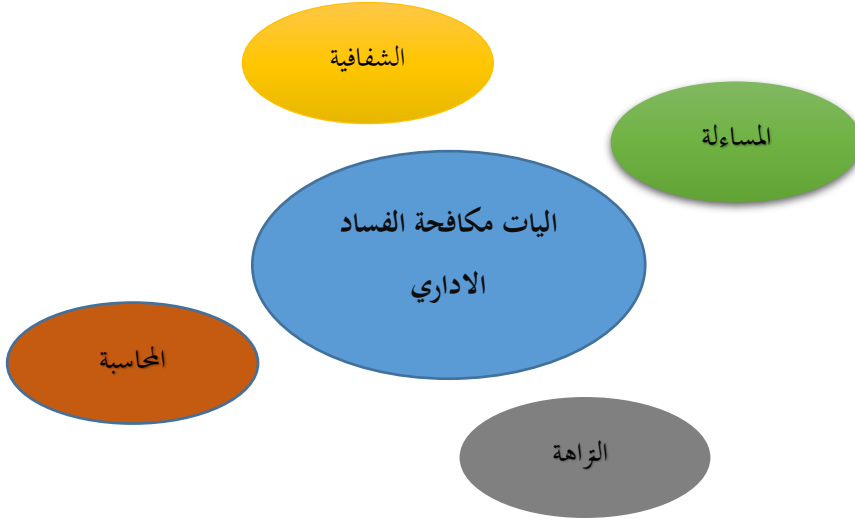 الشفافية
المساءلة
اليات مكافحة الفساد
الاداري
المحاسبة
النزاهة